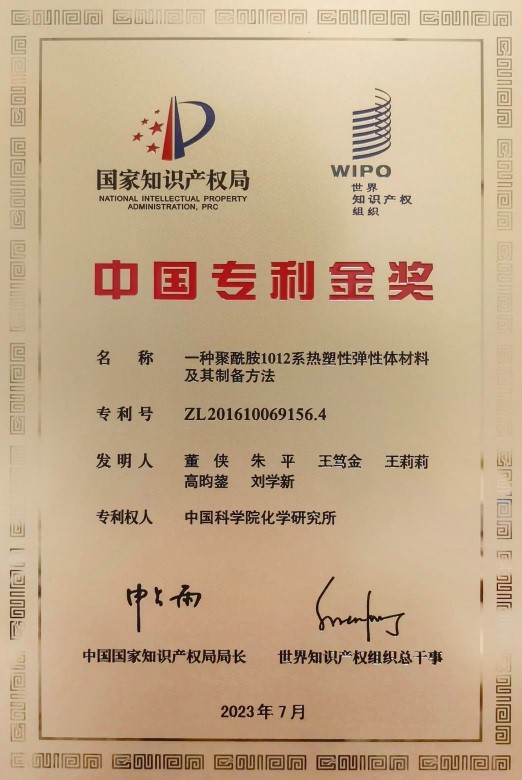 国家知识产权局
NATIONAL INTELLECTUAL PROPERTY
ADMINISTRATION, PRC
WIPO
世界
知识产权
组织
中国专利金奖
名 称 一种聚酰胺1012系热塑性弹性体材料
及其制备方法
专 利 号 ZL201610069156.4
发 明 人 董 侠 朱 平 王笃金 王莉莉
高昀鋆 刘学新
专利权人 中国科学院化学研究所
申长雨
中国国家知识产权局局长 世界知识产权组织总干事
2023年7月